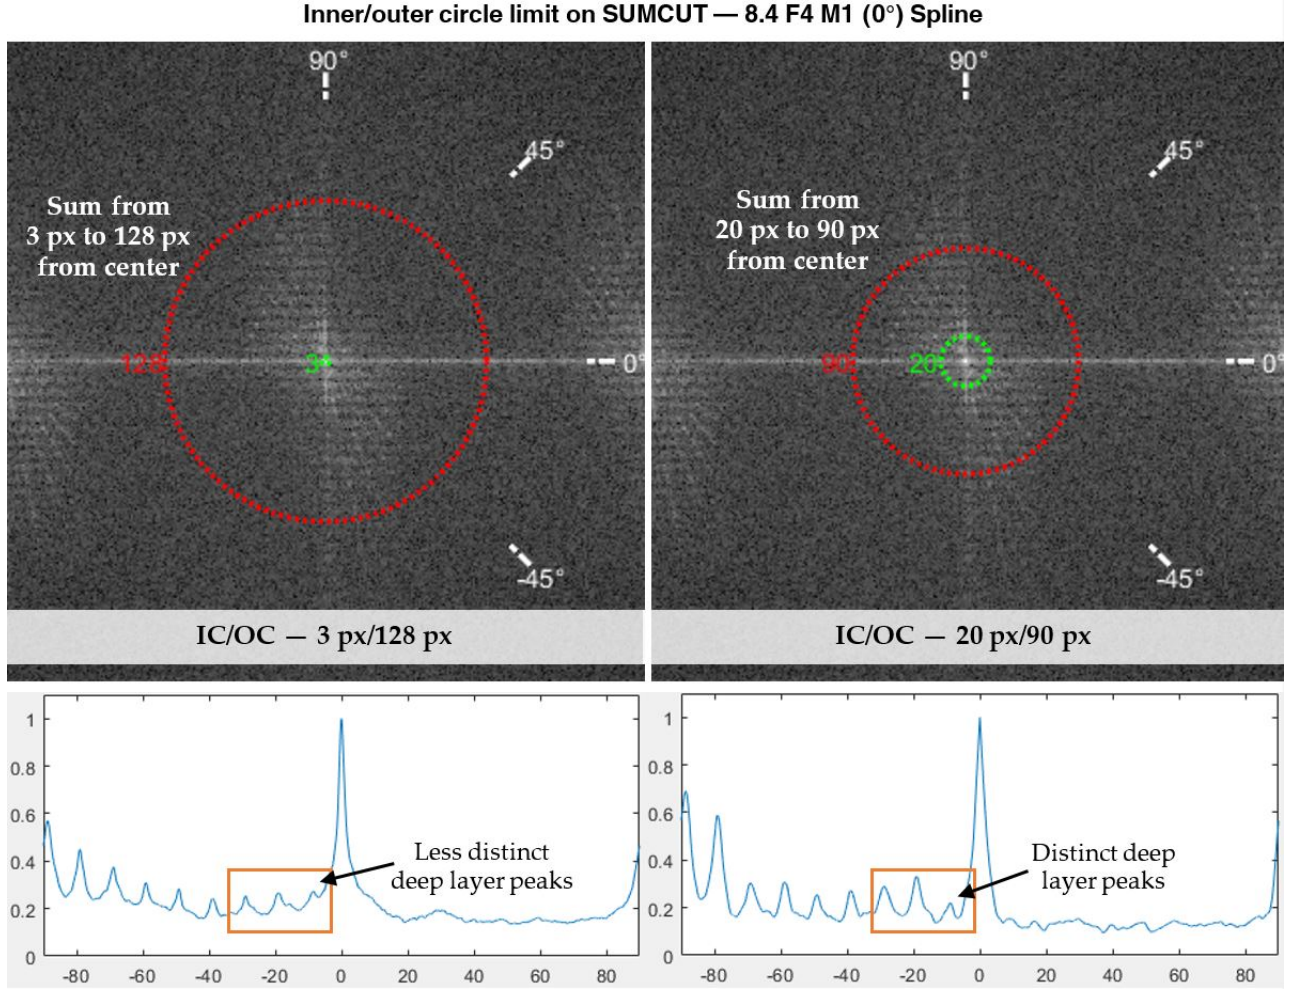 Inner/outer circle limit on SUMCUT — 8.4 F4 M1 (0°) Spline
90°
45°
Sum from
3 px to 128 px
from center
128
3
0°
-45°
IC/OC — 3 px/128 px
90°
45°
Sum from
20 px to 90 px
from center
90
20
0°
-45°
IC/OC — 20 px/90 px
1
0.8
0.6
0.4
0.2
0
Less distinct
deep layer peaks
-80 -60 -40 -20 0 20 40 60 80
1
0.8
0.6
0.4
0.2
0
Distinct deep
layer peaks
-80 -60 -40 -20 0 20 40 60 80